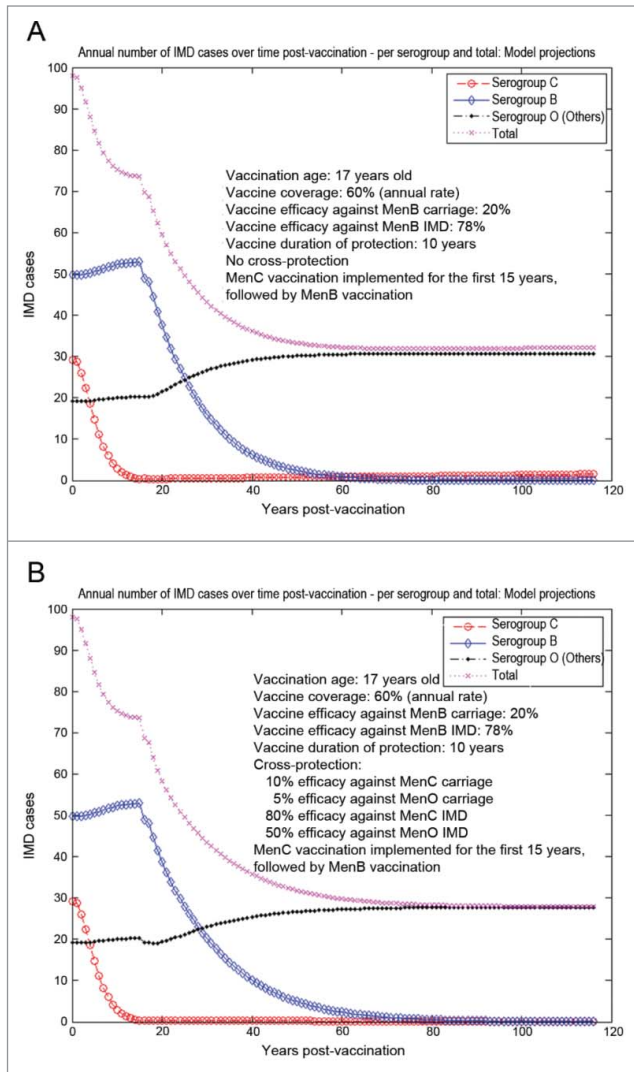 A
Annual number of IMD cases over time post-vaccination - per serogroup and total: Model projections
100
90
80
70
60
50
40
30
20
10
0
IMD cases
Serogroup C
Serogroup B
Serogroup O (Others)
Total
Vaccination age: 17 years old
Vaccine coverage: 60% (annual rate)
Vaccine efficacy against MenB carriage: 20%
Vaccine efficacy against MenB IMD: 78%
Vaccine duration of protection: 10 years
No cross-protection
MenC vaccination implemented for the first 15 years,
followed by MenB vaccination
0 20 40 60 80 100 120
Years post-vaccination
B
Annual number of IMD cases over time post-vaccination - per serogroup and total: Model projections
100
90
80
70
60
50
40
30
20
10
0
IMD cases
Serogroup C
Serogroup B
Serogroup O (Others)
Total
Vaccination age: 17 years old
Vaccine coverage: 60% (annual rate)
Vaccine efficacy against MenB carriage: 20%
Vaccine efficacy against MenB IMD: 78%
Vaccine duration of protection: 10 years
Cross-protection:
10% efficacy against MenC carriage
5% efficacy against MenO carriage
80% efficacy against MenC IMD
50% efficacy against MenO IMD
MenC vaccination implemented for the first 15 years,
followed by MenB vaccination
0 20 40 60 80 100 120
Years post-vaccination